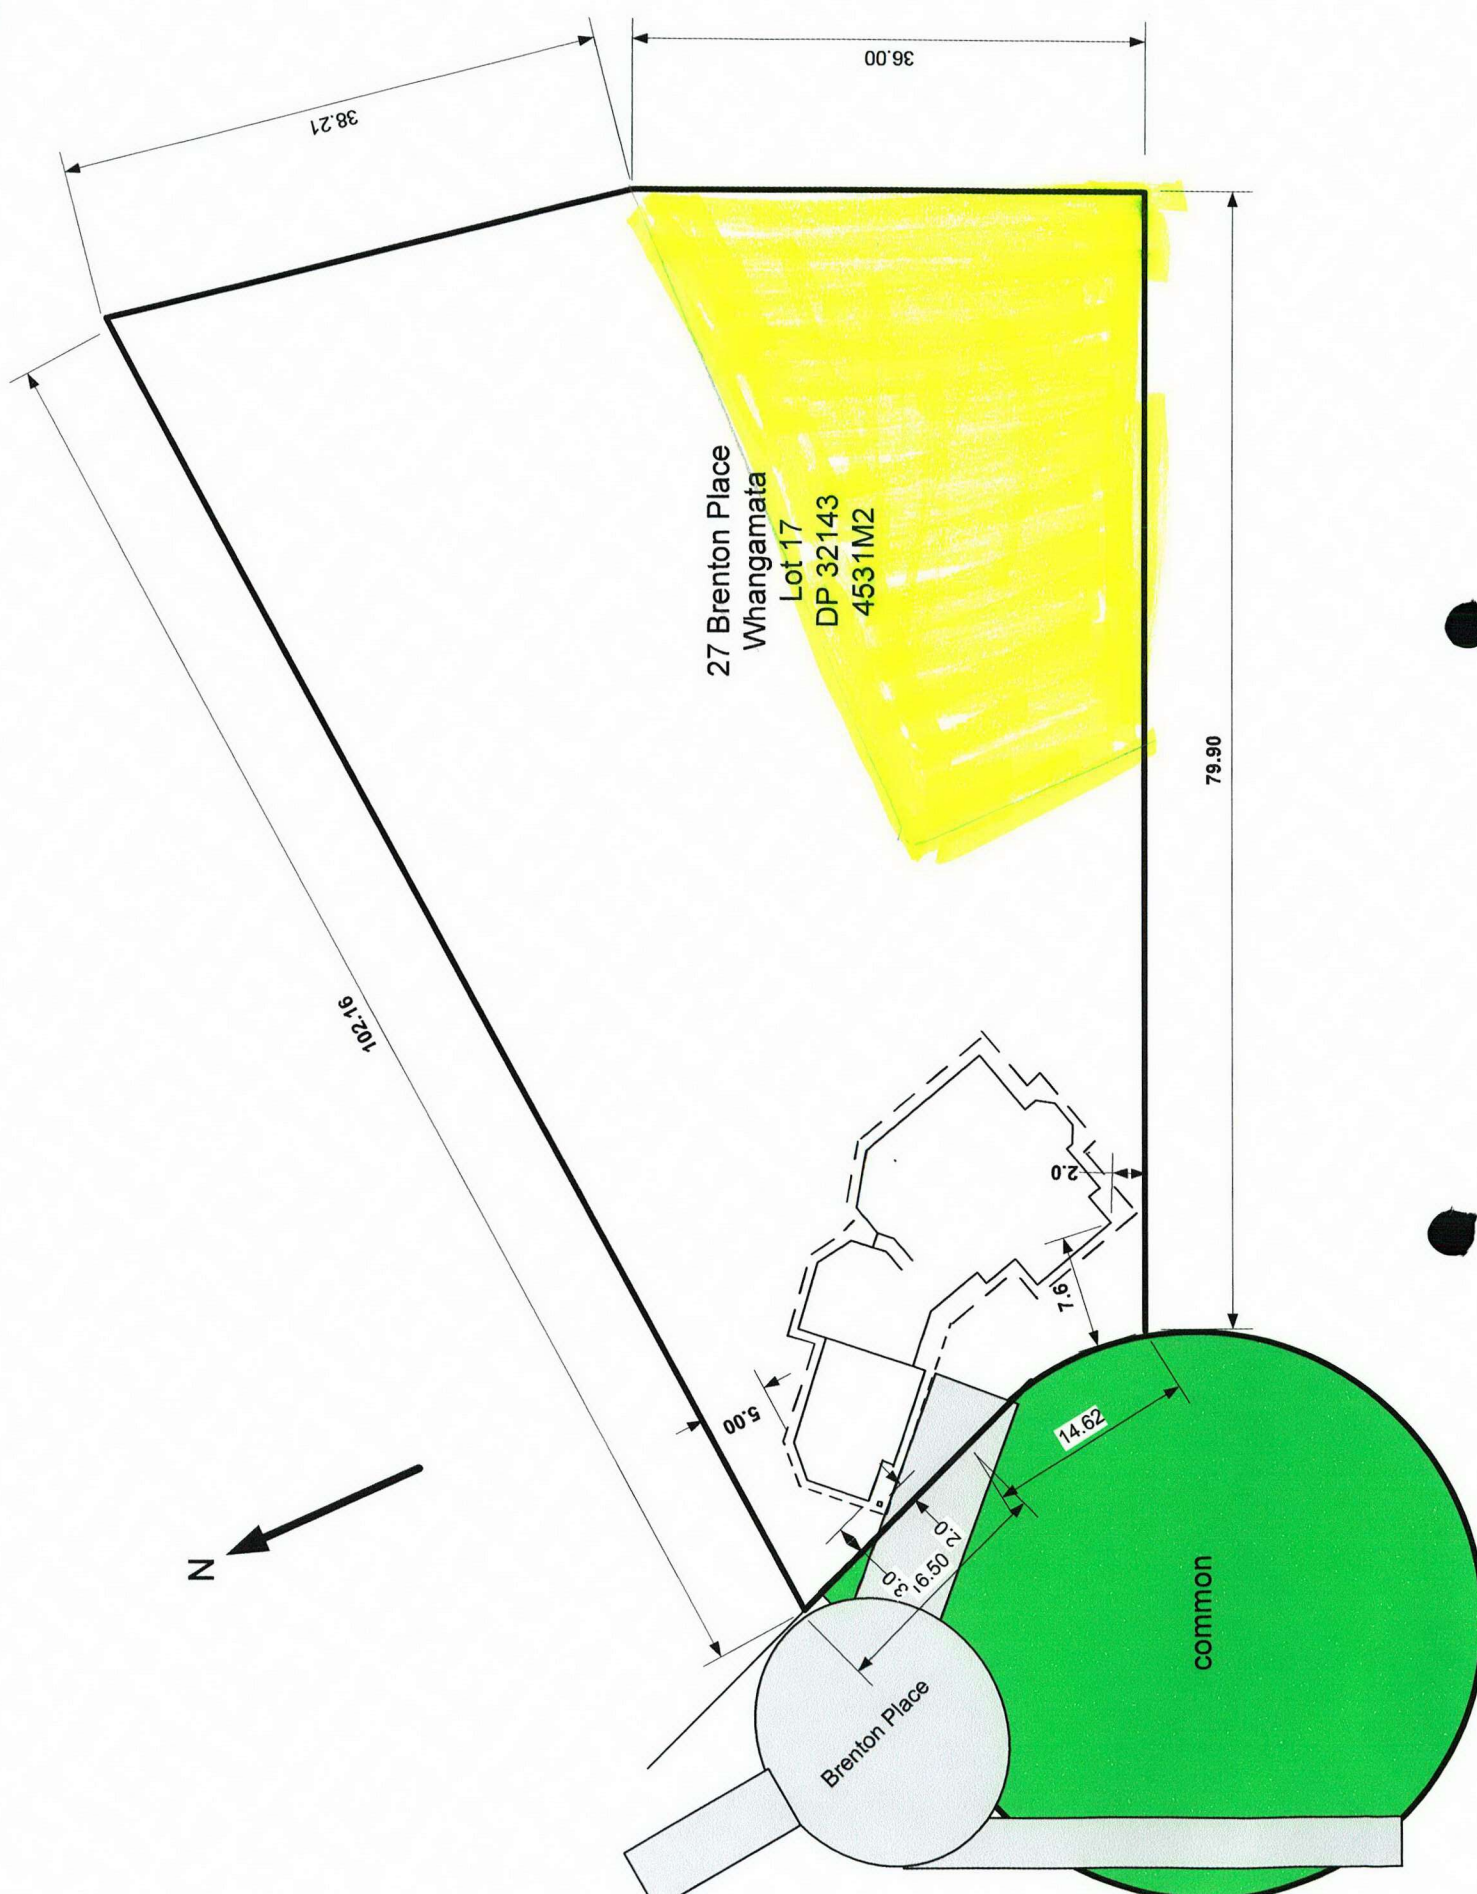 36.00
38.21
27 Brenton Place
Whangamata
Lot 17
DP 32143
4531M2
79.90
102.16
2.0
7.6
5.00
14.62
2.0
3.0
16.50
N
common
Brenton Place